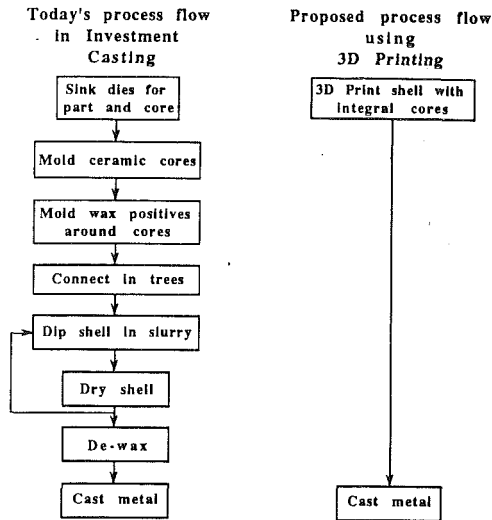 Today's process flow
in Investment
Casting
Sink dies for
part and core
Mold ceramic cores
Mold wax positives
around cores
Connect in trees
Dip shell in slurry
Dry shell
De-wax
Cast metal
Proposed process flow
using
3D Printing
3D Print shell with
integral cores
Cast metal